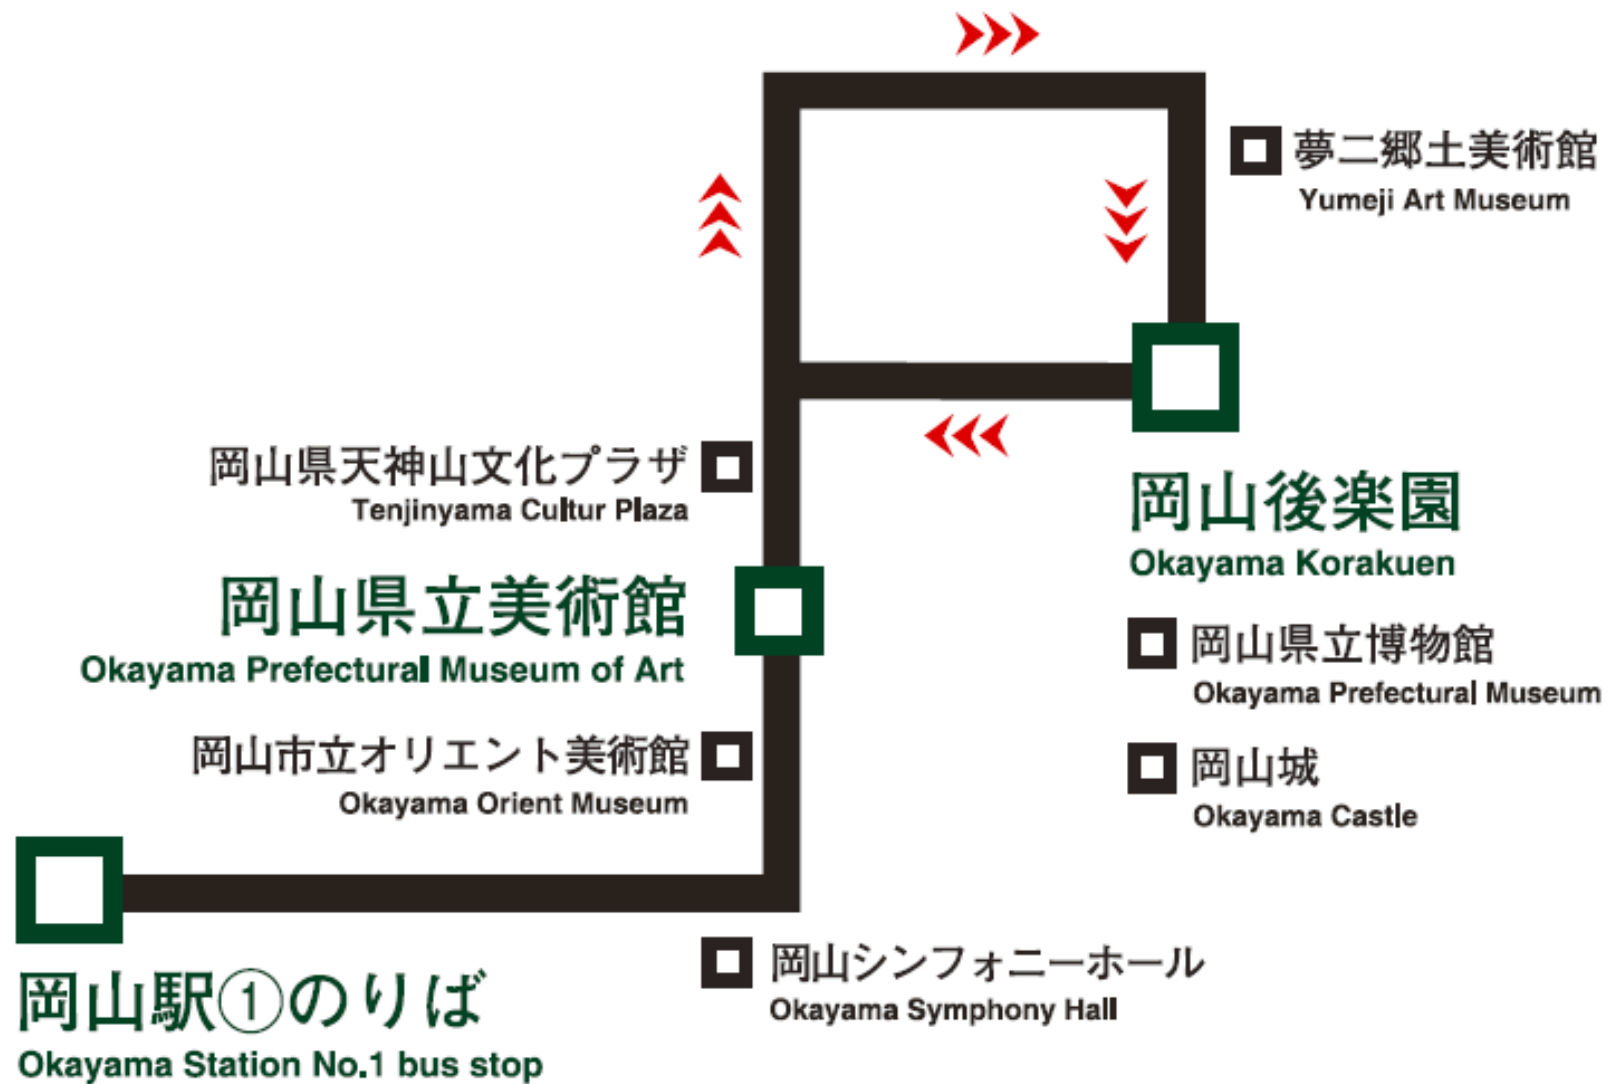 夢二郷土美術館
Yumeji Art Museum
岡山県天神山文化プラザ
Tenjinyama Cultur Plaza
岡山後楽園
Okayama Korakuen
岡山県立美術館
Okayama Prefectural Museum of Art
岡山県立博物館
Okayama Prefectural Museum
岡山市立オリエント美術館
Okayama Orient Museum
岡山城
Okayama Castle
岡山シンフォニーホール
Okayama Symphony Hall
岡山駅①のりば
Okayama Station No.1 bus stop